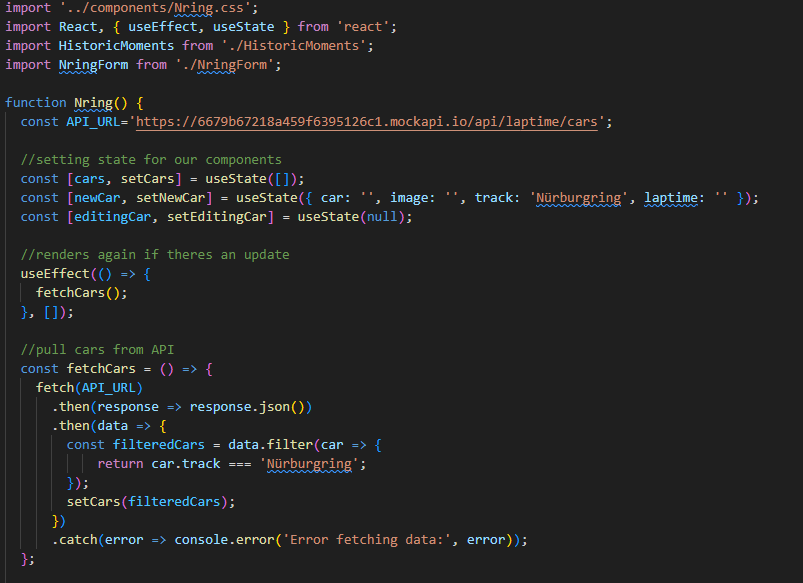 import '../components/Nring.css';
import React, { useEffect, useState } from 'react';
import HistoricMoments from './HistoricMoments';
import NringForm from './NringForm';

function Nring() {
  const API_URL='https://6679b67218a459f6395126c1.mockapi.io/api/laptime/cars';

  //setting state for our components
  const [cars, setCars] = useState([]);
  const [newCar, setNewCar] = useState({ car: '', image: '', track: 'Nürburgring', laptime: '' });
  const [editingCar, setEditingCar] = useState(null);

  //renders again if theres an update
  useEffect(() => {
    fetchCars();
  }, []);

  //pull cars from API
  const fetchCars = () => {
    fetch(API_URL)
      .then(response => response.json())
      .then(data => {
        const filteredCars = data.filter(car => {
            return car.track === 'Nürburgring';
        });
        setCars(filteredCars);
      })
      .catch(error => console.error('Error fetching data:', error));
  };